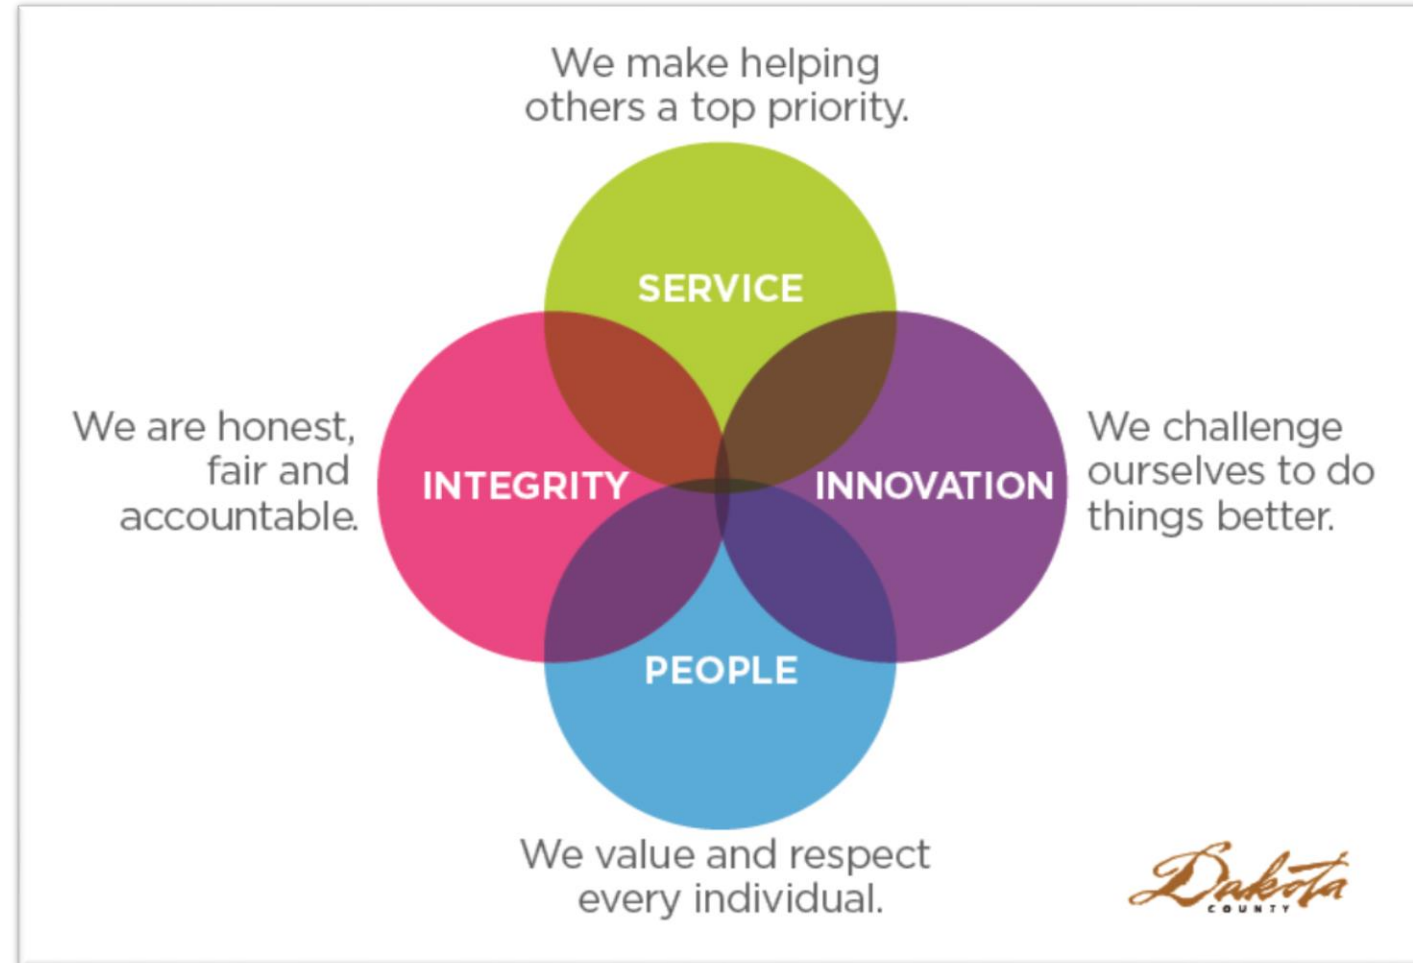 We make helping
others a top priority.
SERVICE
We are honest,
fair and
accountable.
INTEGRITY
INNOVATION
We challenge
ourselves to do
things better.
PEOPLE
We value and respect
every individual.
Dakota
COUNTY